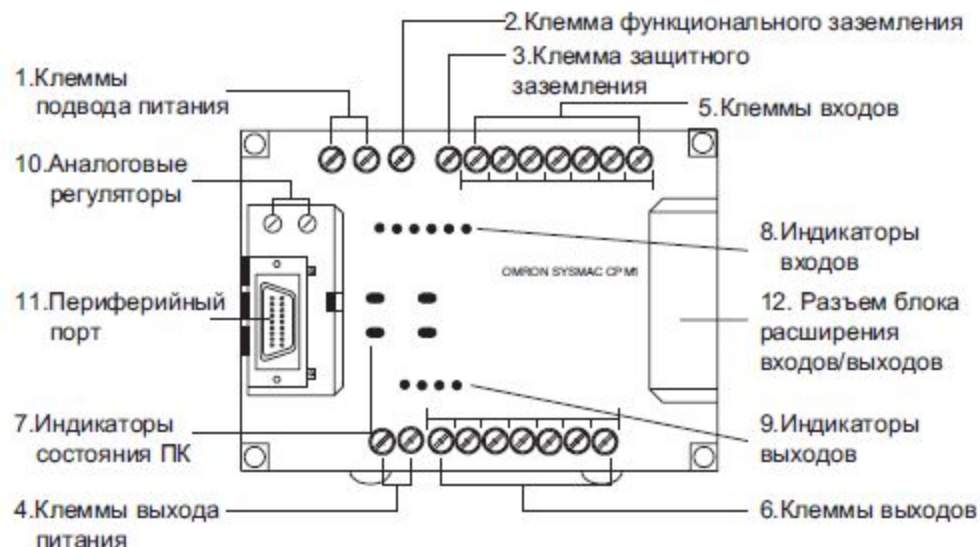 2.Клемма функционального заземления
3.Клемма защитного
заземления
1.Клеммы
подвода питания
5.Клеммы входов
10.Аналоговые
регуляторы
8.Индикаторы
входов
OMRON SYSMAC CPM1
11.Периферийный
порт
12. Разъем блока
расширения
входов/выходов
7.Индикаторы
состояния ПК
9.Индикаторы
выходов
4.Клеммы выхода
питания
6.Клеммы выходов